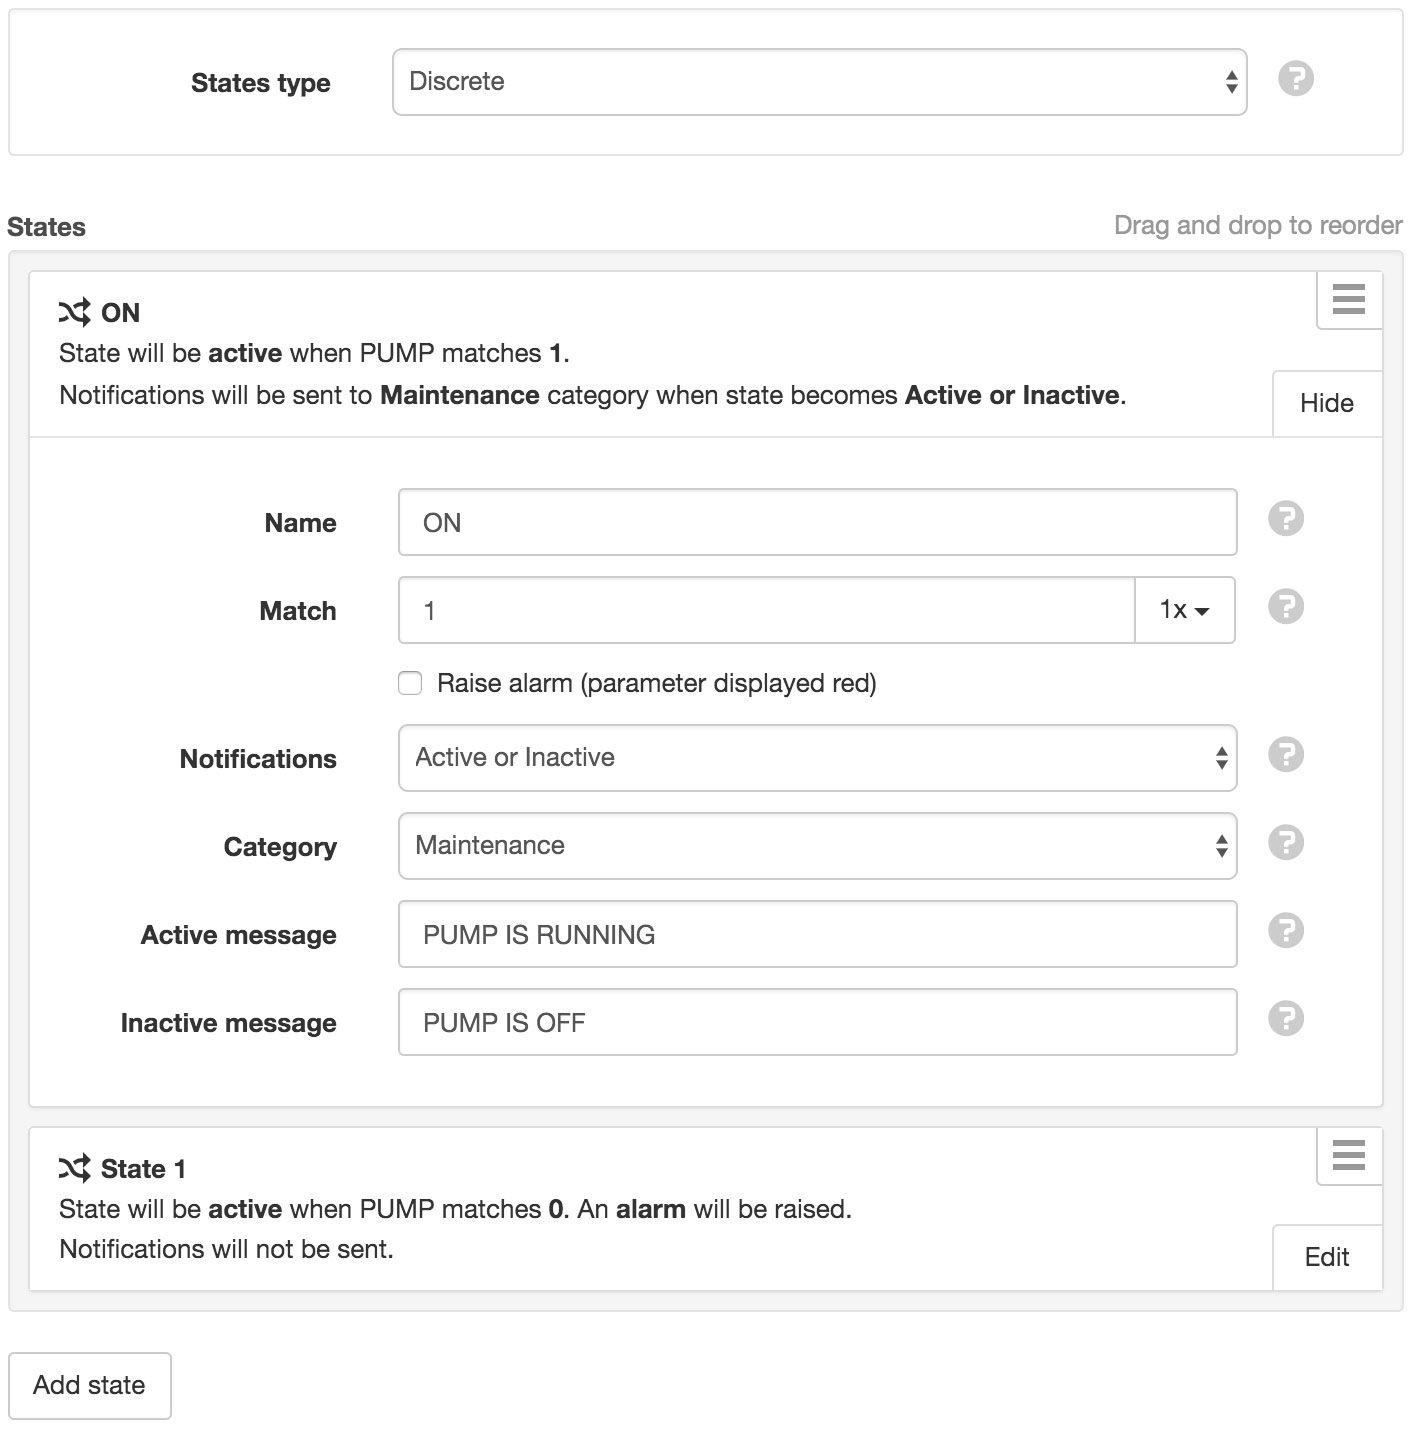 States type Discrete ?
States Drag and drop to reorder
ON
State will be active when PUMP matches 1.
Notifications will be sent to Maintenance category when state becomes Active or Inactive.
Hide
Name ON ?
Match 1 1x ?
Raise alarm (parameter displayed red)
Notifications Active or Inactive ?
Category Maintenance ?
Active message PUMP IS RUNNING ?
Inactive message PUMP IS OFF ?
State 1
State will be active when PUMP matches 0. An alarm will be raised.
Notifications will not be sent.
Edit
Add state